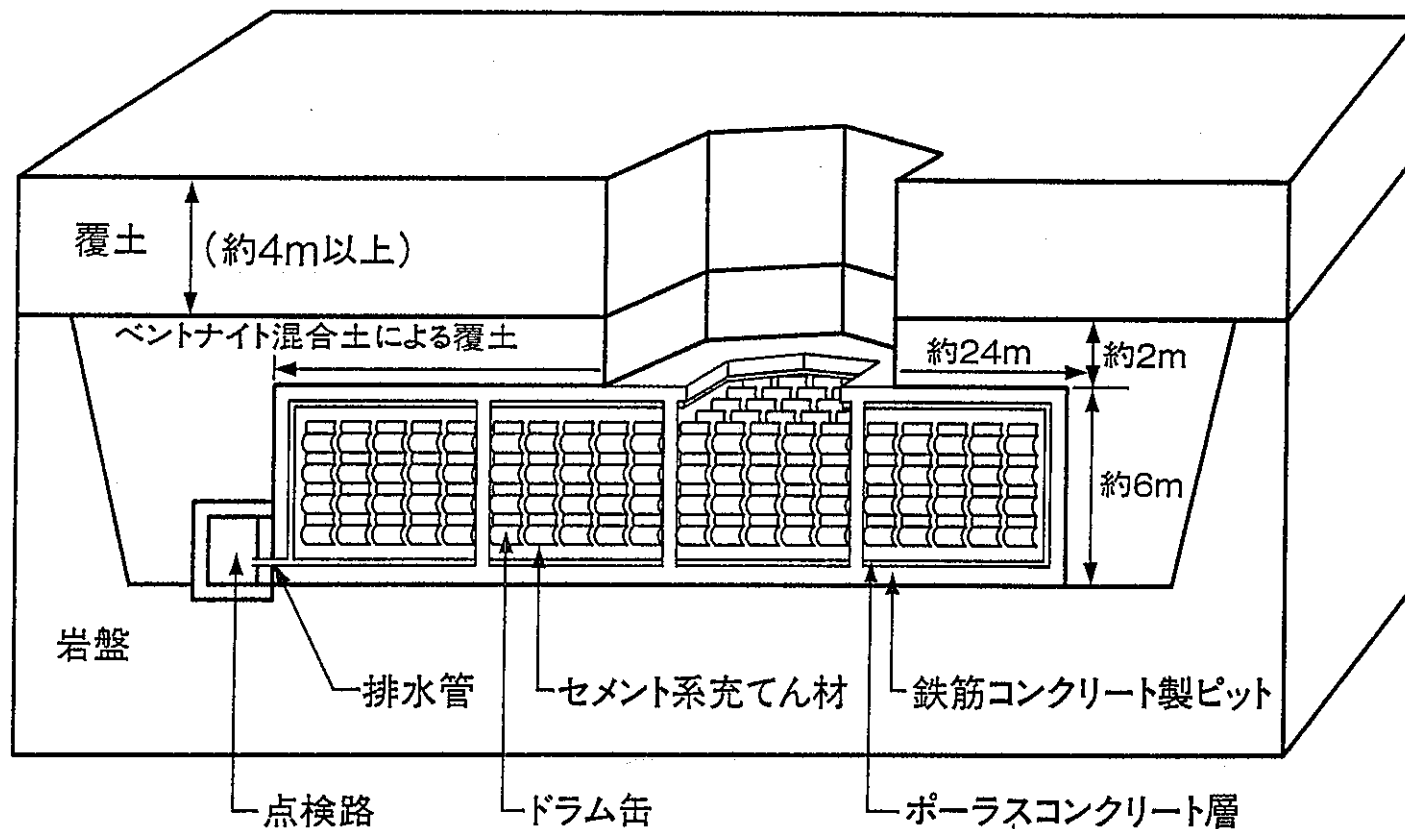 覆土
(約4m以上)
ベントナイト混合土による覆土
約24m
約2m
約6m
岩盤
排水管
セメント系充てん材
鉄筋コンクリート製ピット
点検路
ドラム缶
ポーラスコンクリート層